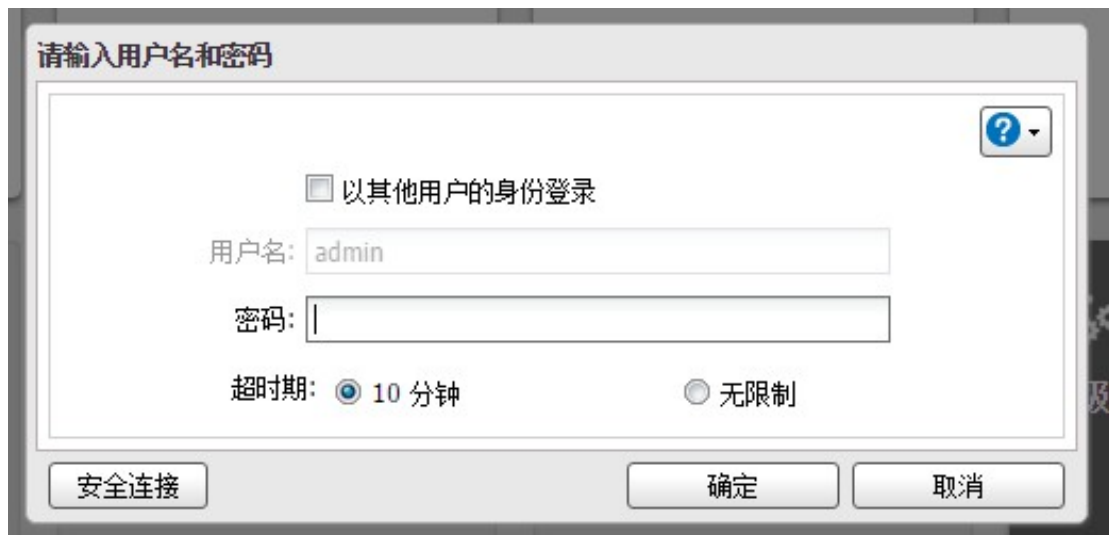 请输入用户名和密码
?
以其他用户的身份登录
用户名: admin
密码:
超时期: 10 分钟 无限制
级
安全连接 确定 取消